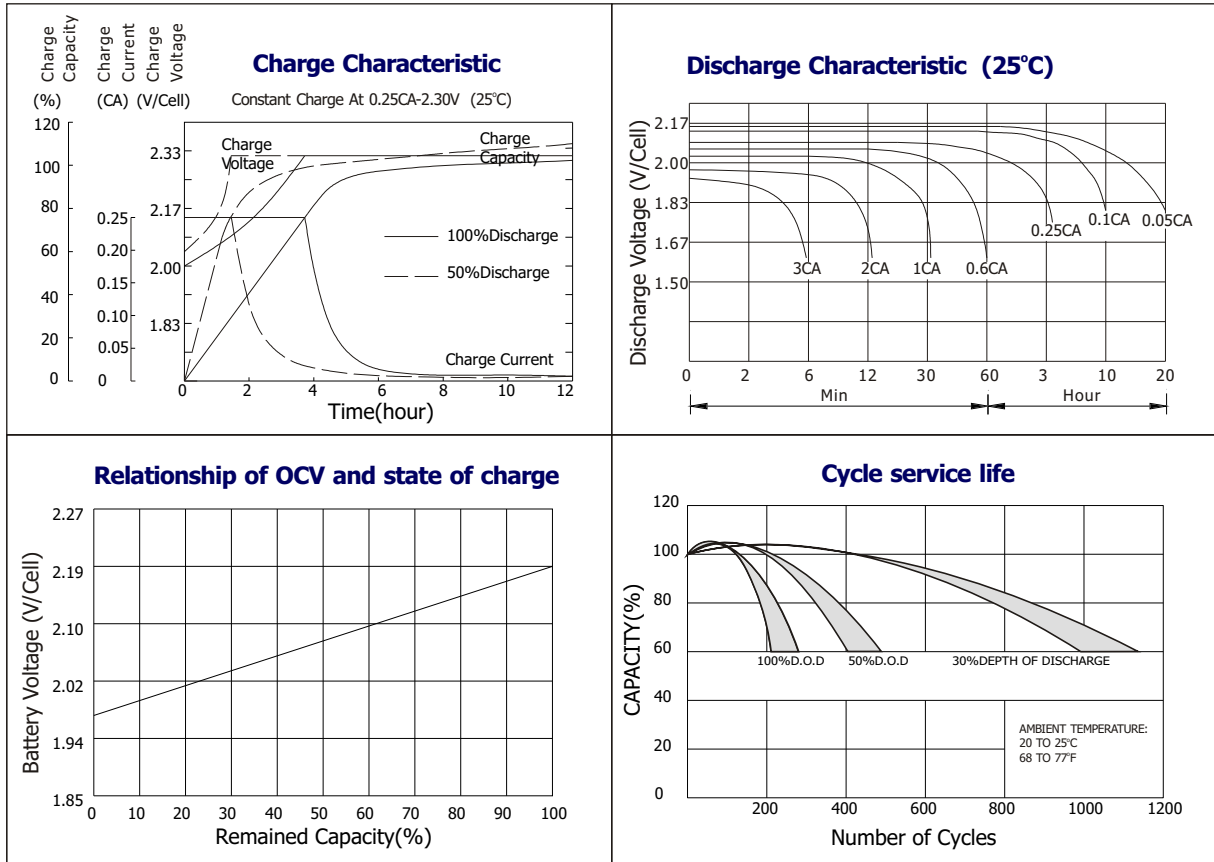 Charge Capacity
Charge Current
Charge Voltage
(%)
(CA)
(V/Cell)
Charge Characteristic
Constant Charge At 0.25CA-2.30V (25°C)
120
100
80
60
40
20
0
0.25
0.20
0.15
0.10
0.05
0
2.33
2.17
2.00
1.83
Charge Voltage
Charge Capacity
100%Discharge
50%Discharge
Charge Current
0
2
4
6
8
10
12
Time(hour)
Discharge Characteristic (25°C)
Discharge Voltage (V/Cell)
2.17
2.00
1.83
1.67
1.50
3CA
2CA
1CA
0.6CA
0.25CA
0.1CA
0.05CA
0
2
6
12
30
60
3
10
20
Min
Hour
Relationship of OCV and state of charge
Battery Voltage (V/Cell)
2.27
2.19
2.10
2.02
1.94
1.85
0
10
20
30
40
50
60
70
80
90
100
Remained Capacity(%)
Cycle service life
CAPACITY(%)
120
100
80
60
40
20
0
100%D.O.D
50%D.O.D
30%DEPTH OF DISCHARGE
AMBIENT TEMPERATURE:
20 TO 25°C
68 TO 77°F
200
400
600
800
1000
1200
Number of Cycles